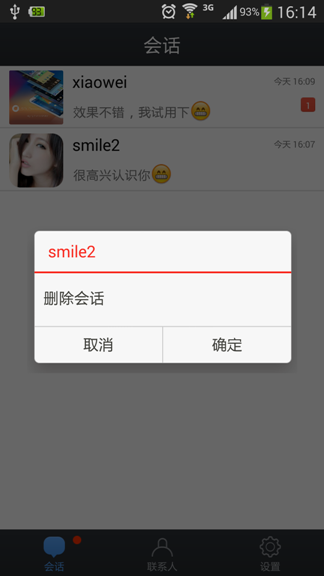 93
3G
93%
16:14
会话
xiaowei
今天 16:09
效果不错，我试用下😁
1
smile2
今天 16:07
很高兴认识你😁
smile2
删除会话
取消
确定
会话
联系人
设置